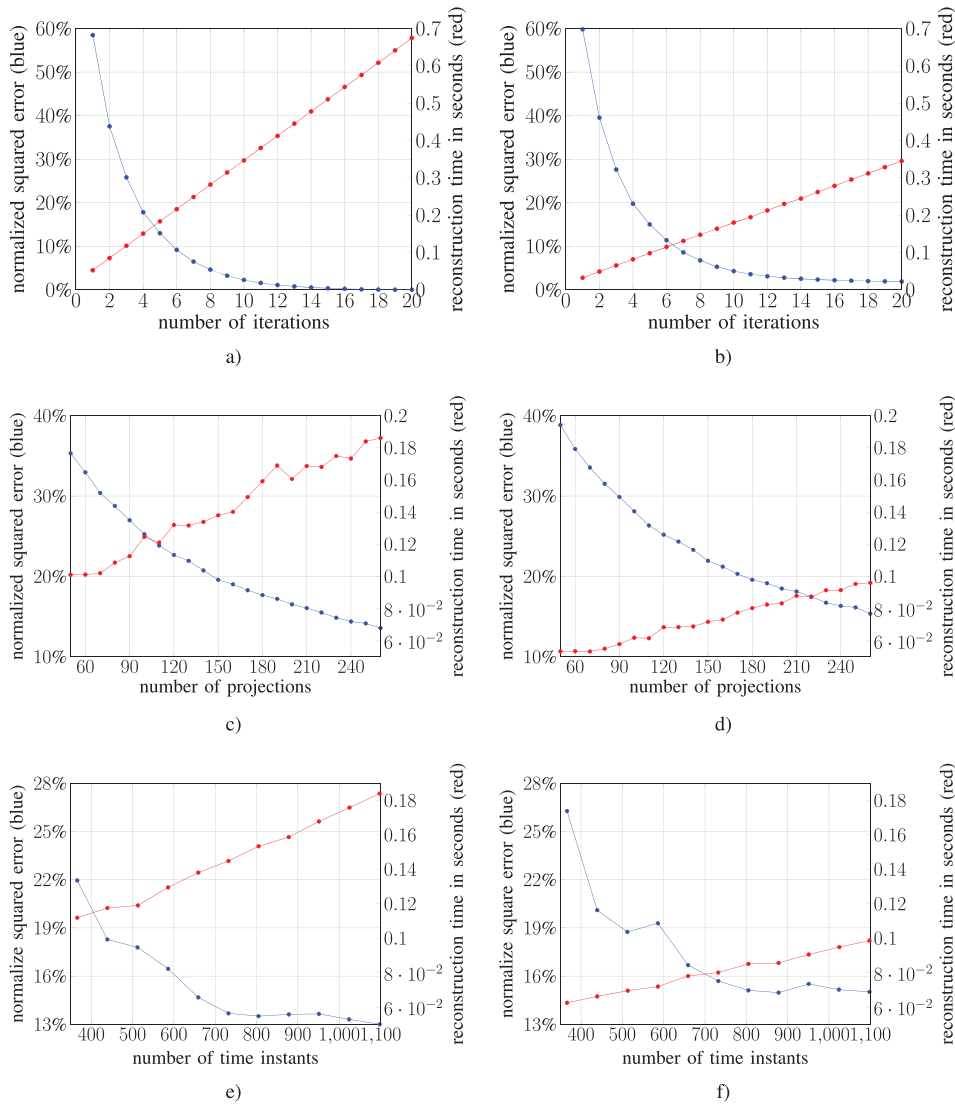 normalized squared error (blue)
60%
50%
40%
30%
20%
10%
0%
0 2 4 6 8 10 12 14 16 18 20
number of iterations
0.7
0.6
0.5
0.4
0.3
0.2
0.1
0
reconstruction time in seconds (red)
a)
normalized squared error (blue)
60%
50%
40%
30%
20%
10%
0%
0 2 4 6 8 10 12 14 16 18 20
number of iterations
0.7
0.6
0.5
0.4
0.3
0.2
0.1
0
reconstruction time in seconds (red)
b)
normalized squared error (blue)
40%
30%
20%
10%
60 90 120 150 180 210 240
number of projections
0.2
0.18
0.16
0.14
0.12
0.1
8 · 10⁻²
6 · 10⁻²
reconstruction time in seconds (red)
c)
normalized squared error (blue)
40%
30%
20%
10%
60 90 120 150 180 210 240
number of projections
0.2
0.18
0.16
0.14
0.12
0.1
8 · 10⁻²
6 · 10⁻²
reconstruction time in seconds (red)
d)
normalize squared error (blue)
28%
25%
22%
19%
16%
13%
400 500 600 700 800 900 1,000 1,100
number of time instants
0.18
0.16
0.14
0.12
0.1
8 · 10⁻²
6 · 10⁻²
reconstruction time in seconds (red)
e)
normalize square error (blue)
28%
25%
22%
19%
16%
13%
400 500 600 700 800 900 1,000 1,100
number of time instants
0.18
0.16
0.14
0.12
0.1
8 · 10⁻²
6 · 10⁻²
reconstruction time in seconds (red)
f)